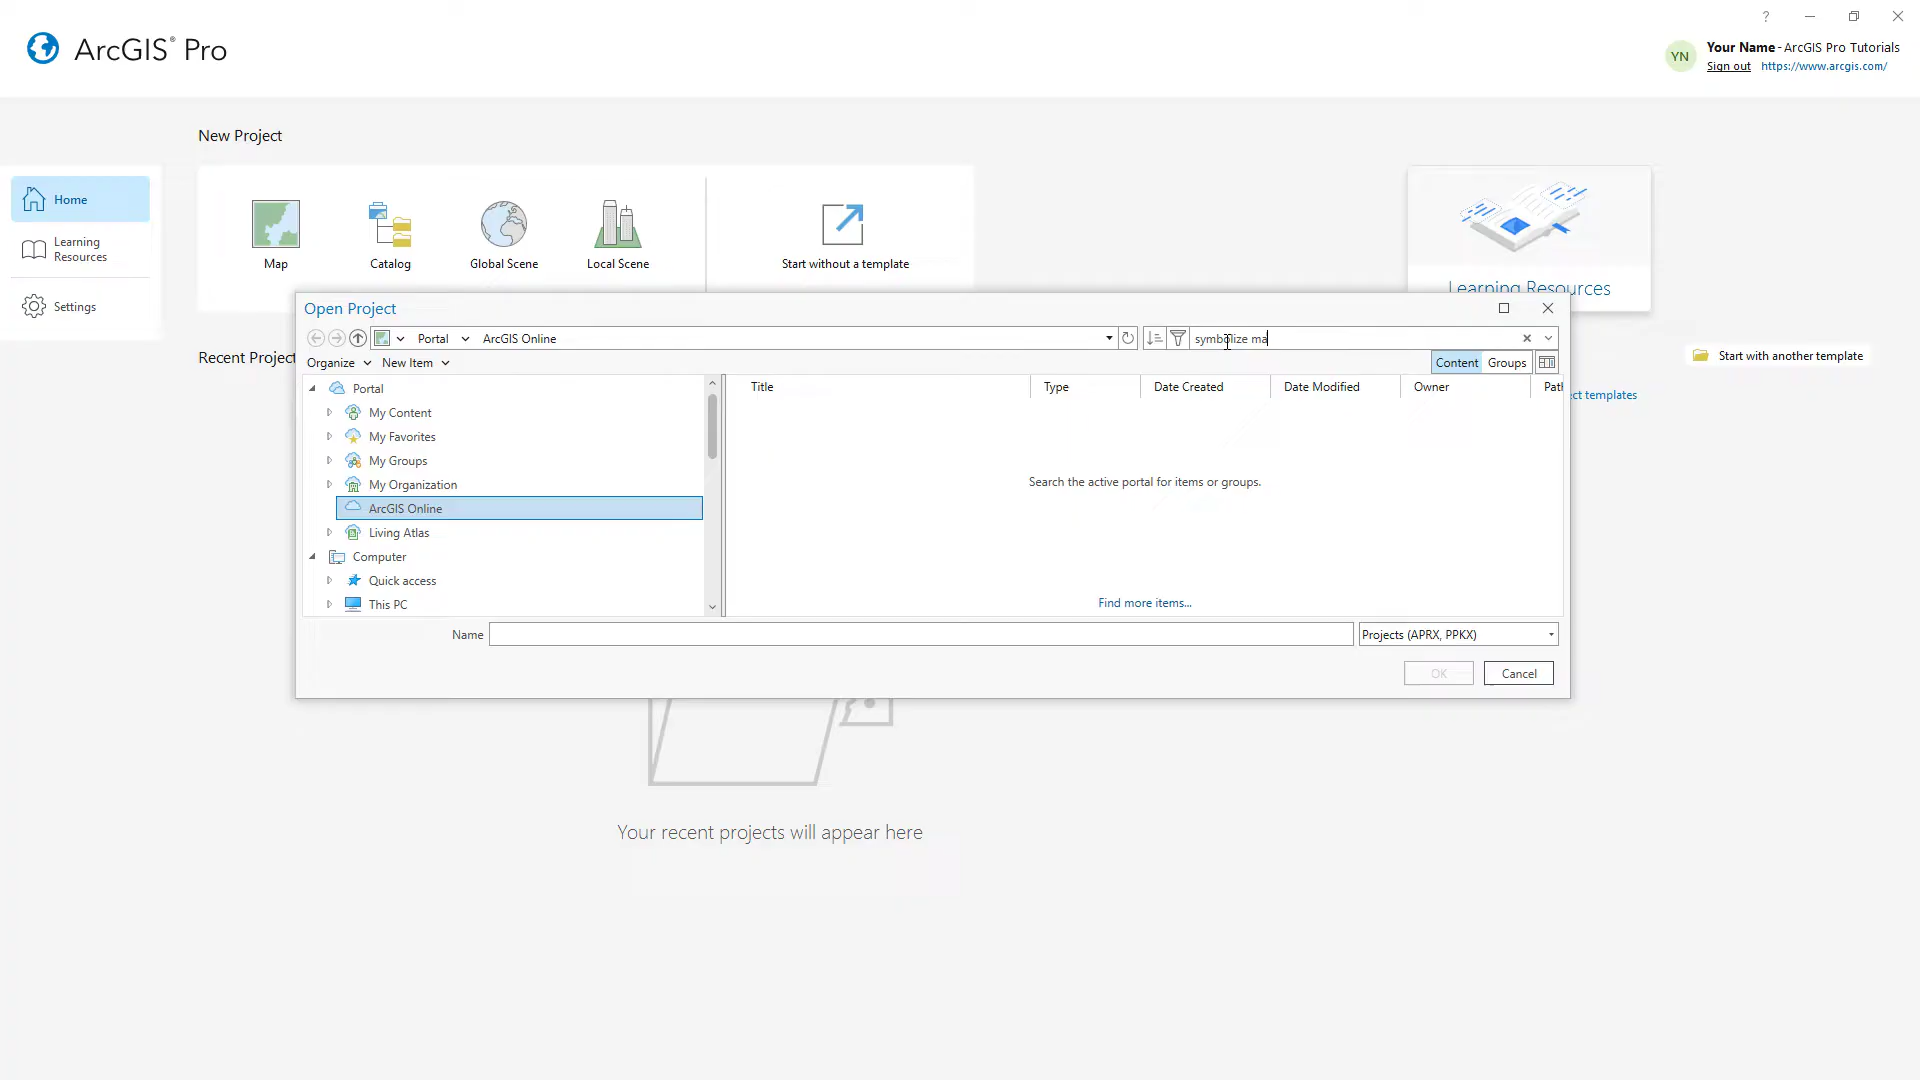 ?
ArcGIS® Pro
YN
Your Name - ArcGIS Pro Tutorials
Sign out https://www.arcgis.com/
New Project
Home
Learning
Resources
Settings
Map
Catalog
Global Scene
Local Scene
Start without a template
Learning Resources
Recent Project
Start with another template
ct templates
Open Project
Portal
ArcGIS Online
symbolize ma
Organize
New Item
Content
Groups
Portal
My Content
My Favorites
My Groups
My Organization
ArcGIS Online
Living Atlas
Computer
Quick access
This PC
Title
Type
Date Created
Date Modified
Owner
Path
Search the active portal for items or groups.
Find more items...
Name
Projects (APRX, PPKX)
OK
Cancel
Your recent projects will appear here